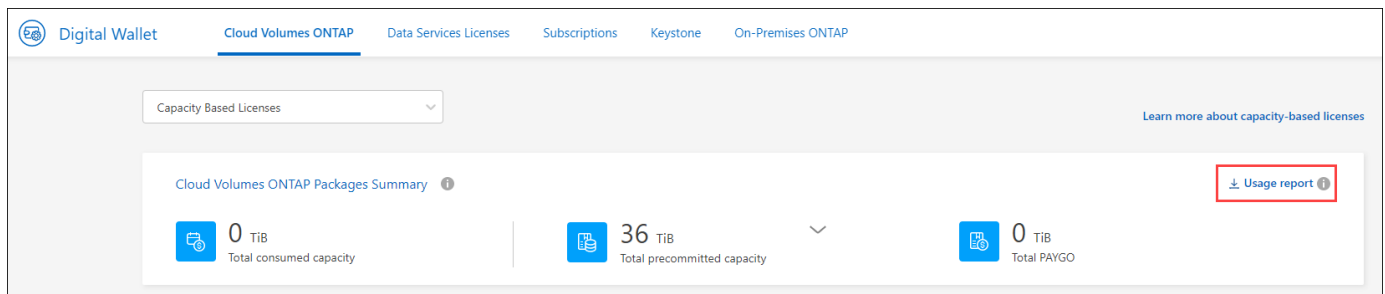 Digital Wallet
Cloud Volumes ONTAP
Data Services Licenses
Subscriptions
Keystone
On-Premises ONTAP
Capacity Based Licenses
Learn more about capacity-based licenses
Cloud Volumes ONTAP Packages Summary
Usage report
0 TiB
Total consumed capacity
36 TiB
Total precommitted capacity
0 TiB
Total PAYGO